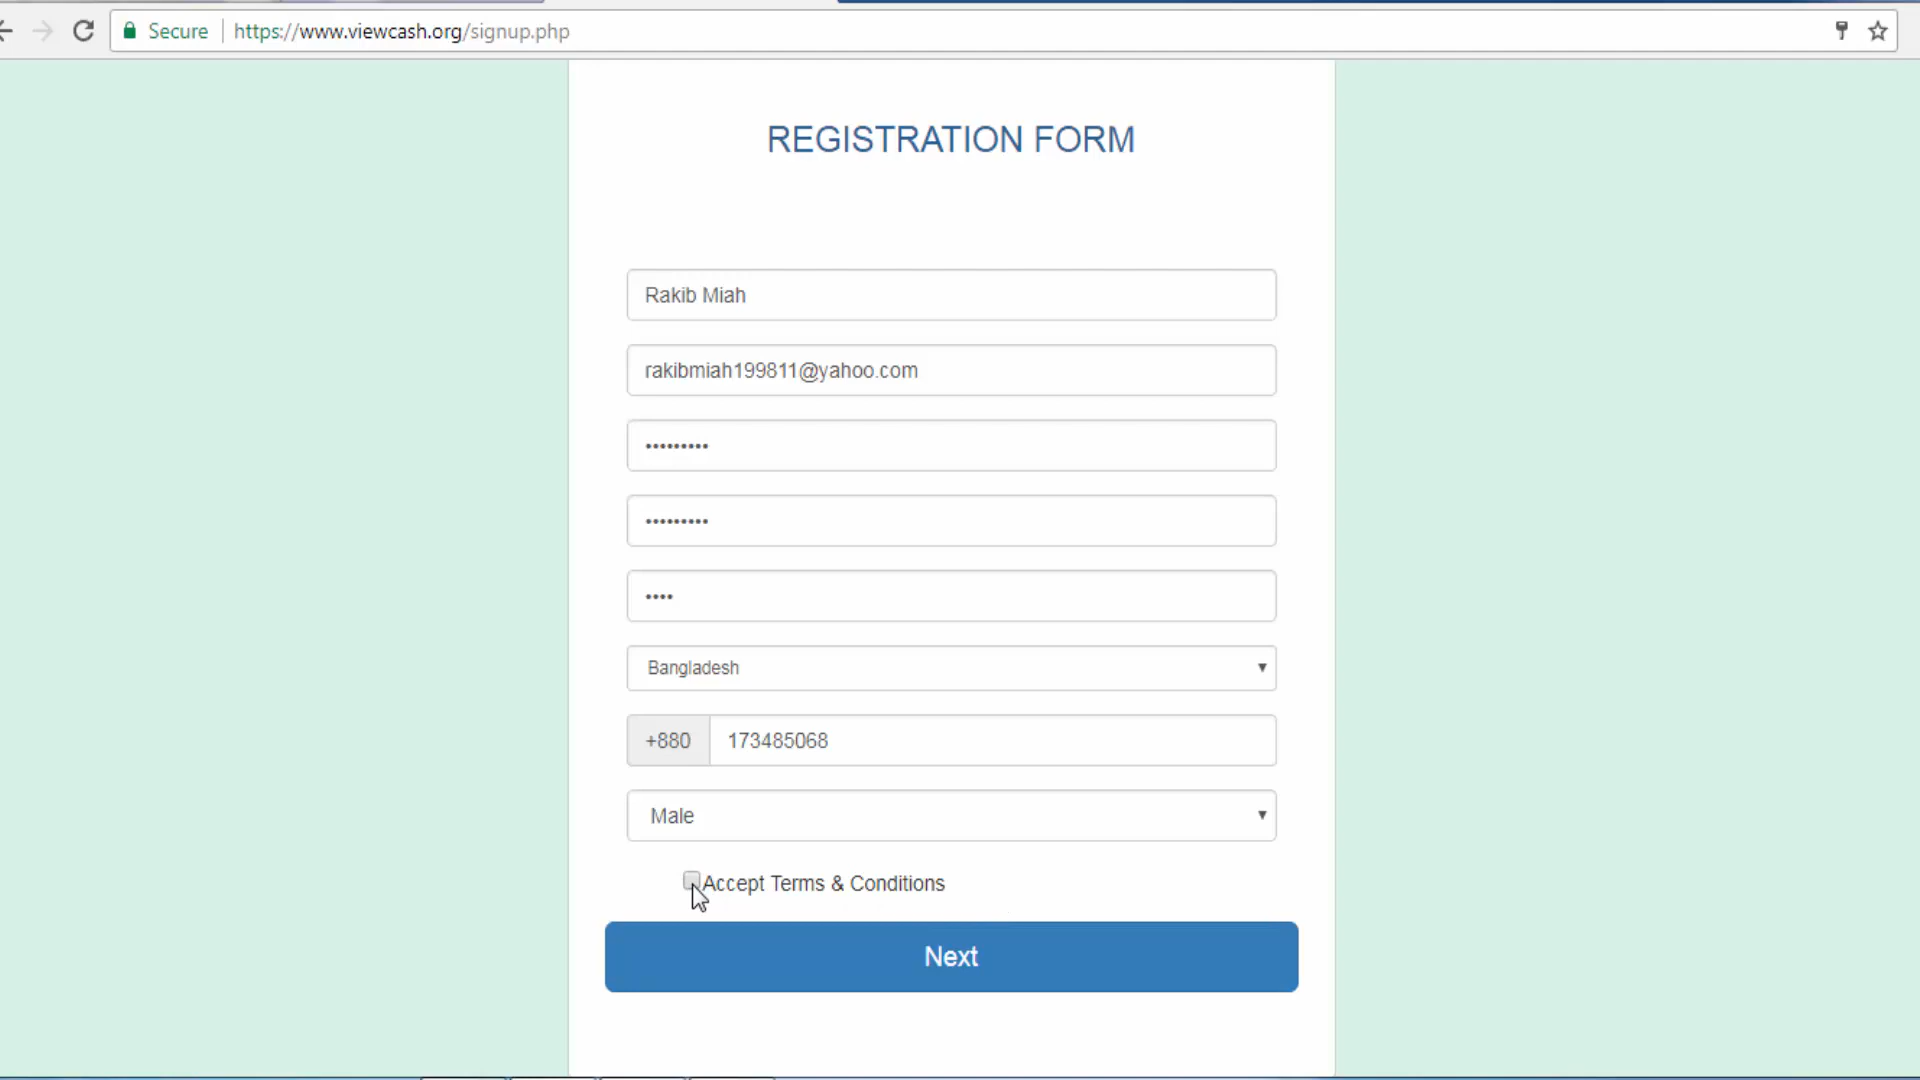 Secure https://www.viewcash.org/signup.php
REGISTRATION FORM
Rakib Miah
rakibmiah199811@yahoo.com
•••••••••
•••••••••
••••
Bangladesh
+880 173485068
Male
Accept Terms & Conditions
Next